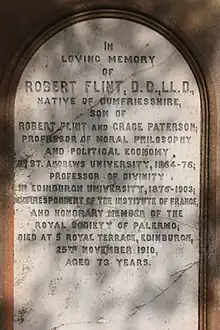 IN
LOVING MEMORY
OF
ROBERT FLINT, D.D., LL.D.,
NATIVE OF DUMFRIESSHIRE,
SON OF
ROBERT FLINT AND GRACE PATERSON;
PROFESSOR OF MORAL PHILOSOPHY
AND POLITICAL ECONOMY
AT ST. ANDREWS UNIVERSITY, 1864-76;
PROFESSOR OF DIVINITY
IN EDINBURGH UNIVERSITY, 1876-1903;
CORRESPONDENT OF THE INSTITUTE OF FRANCE,
AND HONORARY MEMBER OF THE
ROYAL SOCIETY OF PALERMO;
DIED AT 5 ROYAL TERRACE, EDINBURGH,
25TH NOVEMBER 1910,
AGED 73 YEARS.